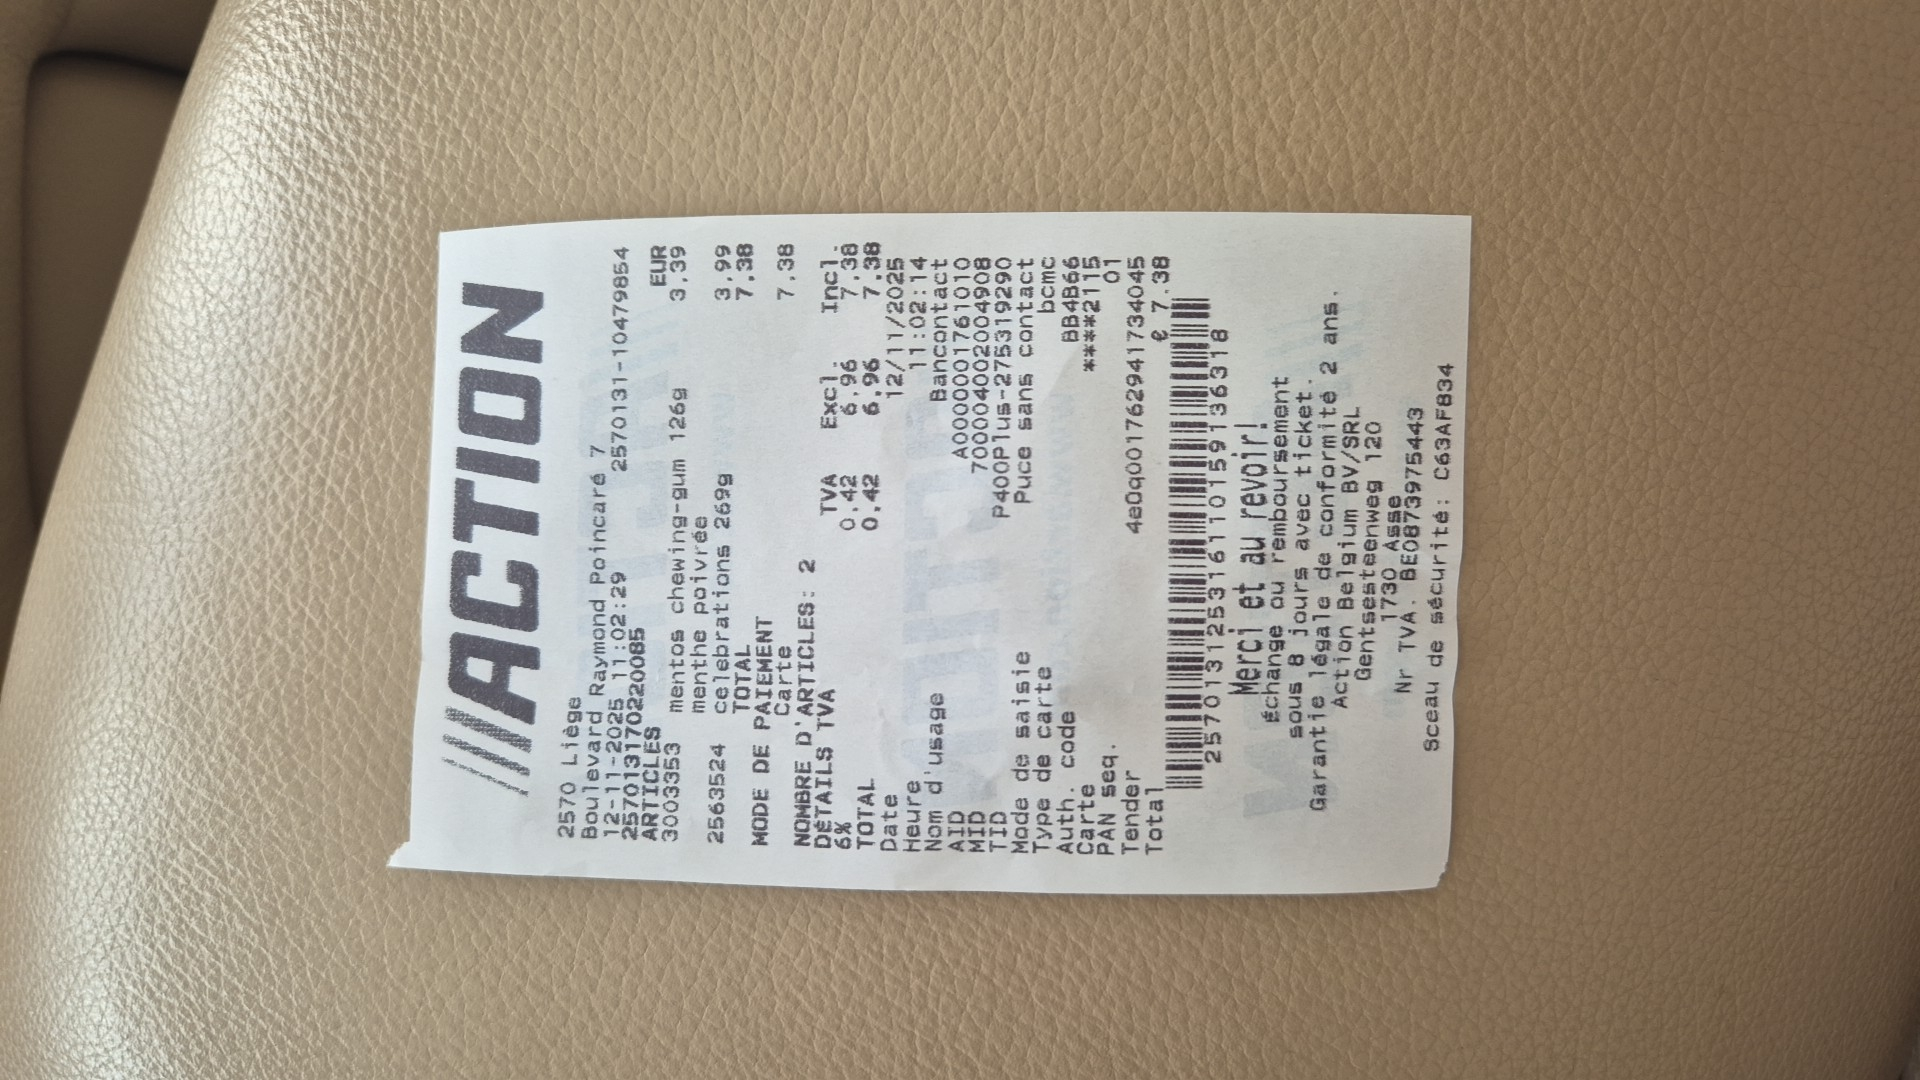 ///ACTION
2570 Liège
Boulevard Raymond Poincaré 7
12-11-2025 11:02:29 2570131-10479854
257013170220085
ARTICLES EUR
3003353 mentos chewing-gum 126g 3,39
menthe poivrée
2563524 celebrations 269g 3,99
TOTAL 7,38
MODE DE PAIEMENT
Carte 7,38
NOMBRE D'ARTICLES: 2
DÉTAILS TVA TVA Excl. Incl.
6% 0,42 6,96 7,38
TOTAL 0,42 6,96 7,38
Date 12/11/2025
Heure 11:02:14
Nom d'usage Bancontact
AID A0000001761010
MID 70004002004908
TID P400Plus-275319290
Mode de saisie Puce sans contact
Type de carte bcmc
Auth. code BB4B66
Carte ****2115
PAN seq. 01
Tender 4e0q001762941734045
Total € 7.38
257013125316110159136318
Merci et au revoir!
Échange ou remboursement
sous 8 jours avec ticket.
Garantie légale de conformité 2 ans.
Action Belgium BV/SRL
Gentsesteenweg 120
1730 Asse
Nr TVA. BE0873975443
Sceau de sécurité: C63AF834